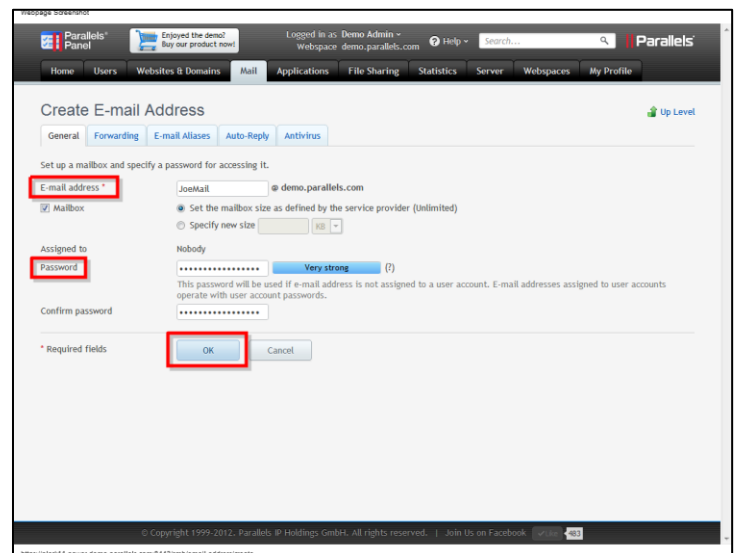 Webpage Screenshot
Parallels® Panel
Enjoyed the demo?
Buy our product now!
Logged in as Demo Admin
Webspace demo.parallels.com
? Help
Search...
Parallels
Home Users Websites & Domains Mail Applications File Sharing Statistics Server Webspaces My Profile
Create E-mail Address
Up Level
General Forwarding E-mail Aliases Auto-Reply Antivirus
Set up a mailbox and specify a password for accessing it.
E-mail address * JoeMail @ demo.parallels.com
Mailbox Set the mailbox size as defined by the service provider (Unlimited)
Specify new size KB
Assigned to Nobody
Password ••••••••••••••••• Very strong (?)
This password will be used if e-mail address is not assigned to a user account. E-mail addresses assigned to user accounts
operate with user account passwords.
Confirm password •••••••••••••••••
* Required fields OK Cancel
© Copyright 1999-2012. Parallels IP Holdings GmbH. All rights reserved. | Join Us on Facebook Like 483